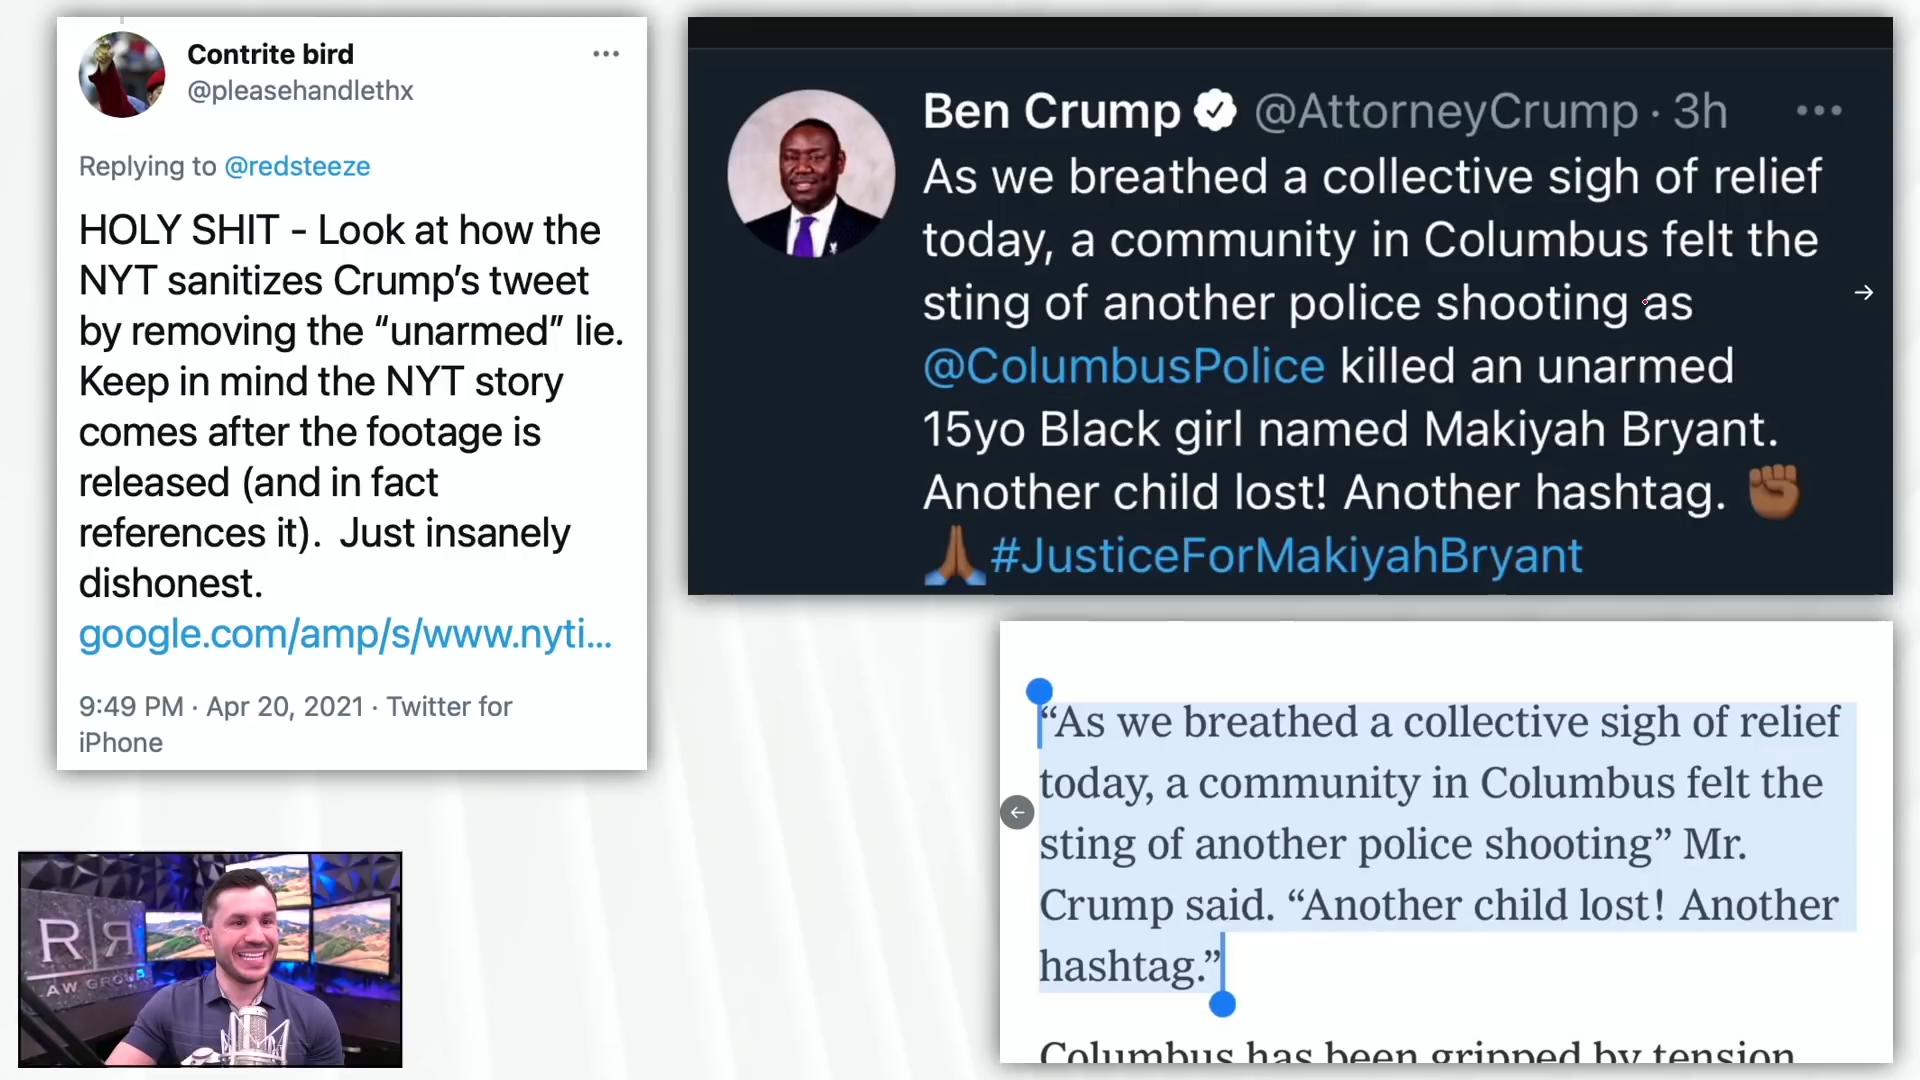 Contrite bird
@pleasehandlethx
Replying to @redsteeze
HOLY SHIT - Look at how the
NYT sanitizes Crump's tweet
by removing the “unarmed” lie.
Keep in mind the NYT story
comes after the footage is
released (and in fact
references it).  Just insanely
dishonest.
google.com/amp/s/www.nyti...
9:49 PM · Apr 20, 2021 · Twitter for
iPhone
Ben Crump @AttorneyCrump · 3h
As we breathed a collective sigh of relief
today, a community in Columbus felt the
sting of another police shooting as
@ColumbusPolice killed an unarmed
15yo Black girl named Makiyah Bryant.
Another child lost! Another hashtag. ✊🏾
🙏🏾#JusticeForMakiyahBryant
“As we breathed a collective sigh of relief
today, a community in Columbus felt the
sting of another police shooting” Mr.
Crump said. “Another child lost! Another
hashtag.”
Columbus has been gripped by tension
R|R
AW GROUP